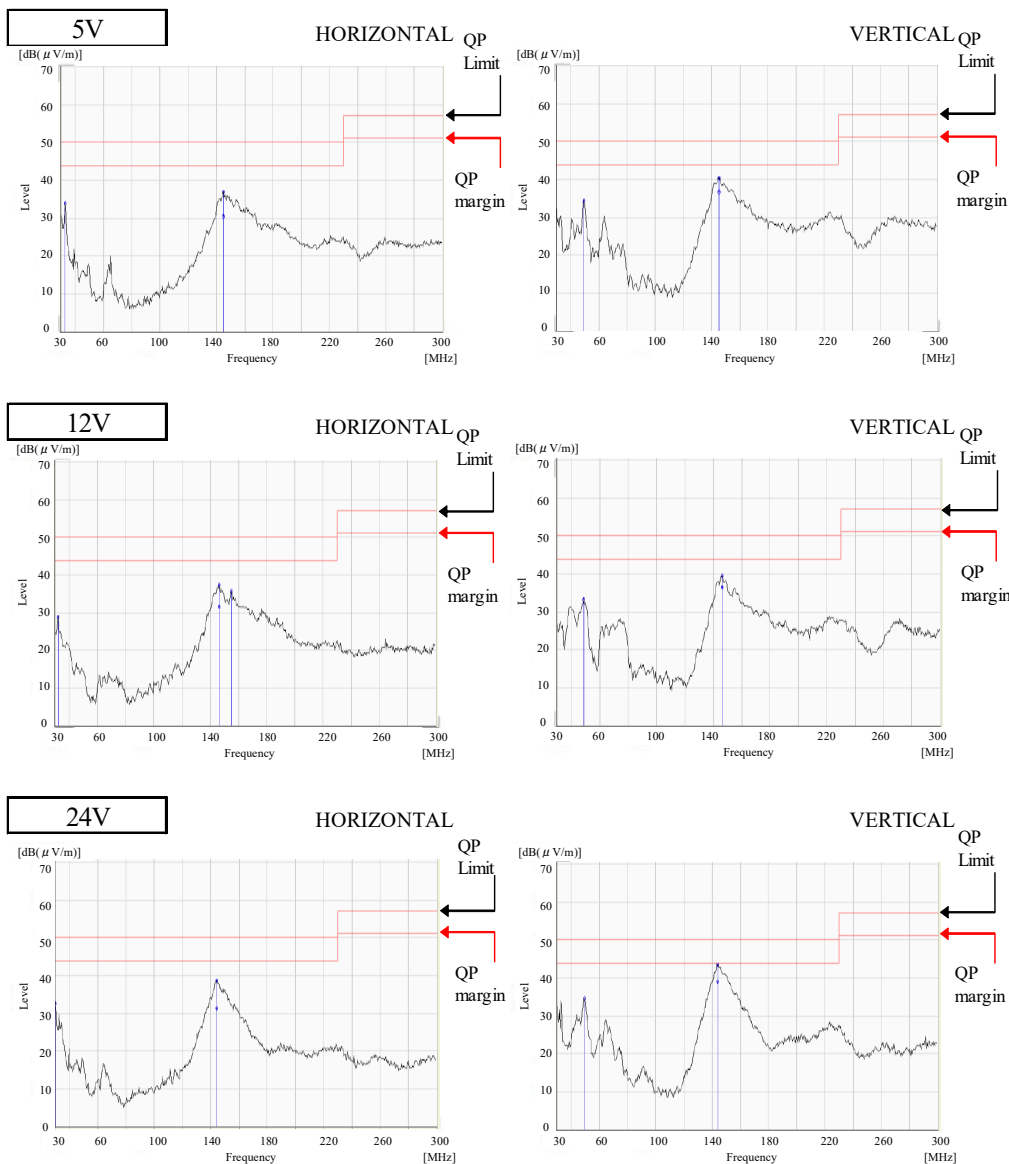 5V
HORIZONTAL
QP
Limit
[dB( μ V/m)]
70
60
50
40
30
20
10
0
Level
QP
margin
30 60 100 140 180 220 260 300
Frequency [MHz]
VERTICAL
QP
Limit
[dB( μ V/m)]
70
60
50
40
30
20
10
0
Level
QP
margin
30 60 100 140 180 220 260 300
Frequency [MHz]
12V
HORIZONTAL
QP
Limit
[dB( μ V/m)]
70
60
50
40
30
20
10
0
Level
QP
margin
30 60 100 140 180 220 260 300
Frequency [MHz]
VERTICAL
QP
Limit
[dB( μ V/m)]
70
60
50
40
30
20
10
0
Level
QP
margin
30 60 100 140 180 220 260 300
Frequency [MHz]
24V
HORIZONTAL
QP
Limit
[dB( μ V/m)]
70
60
50
40
30
20
10
0
Level
QP
margin
30 60 100 140 180 220 260 300
Frequency [MHz]
VERTICAL
QP
Limit
[dB( μ V/m)]
70
60
50
40
30
20
10
0
Level
QP
margin
30 60 100 140 180 220 260 300
Frequency [MHz]